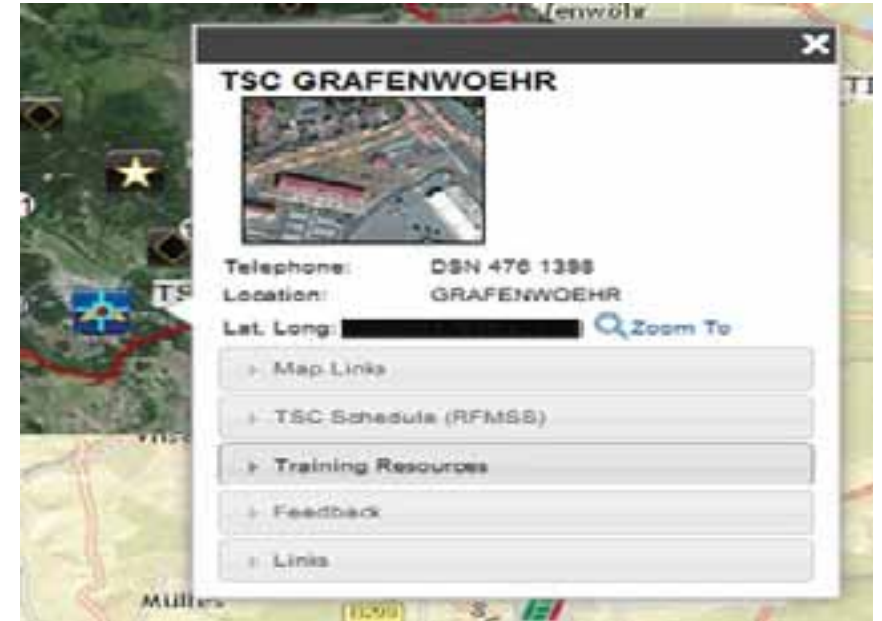 fenwöhr
TSC GRAFENWOEHR
Telephone: DSN 476 1398
Location: GRAFENWOEHR
Lat. Long: Zoom To
Map Links
TSC Schedule (RFMSS)
Training Resources
Feedback
Links
B299